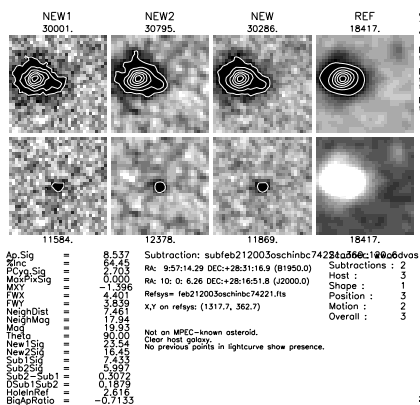 NEW1 NEW2 NEW REF
30001. 30795. 30286. 18417.
11584. 12378. 11869. 18417.
Ap.Sig = 8.537
%Inc = 64.45
PCyg.Sig = 2.703
MaxPixSig = 0.000
MXY = -1.396
FWX = 4.401
FWY = 3.839
NeighDist = 7.461
NeighMag = 17.94
Mag = 19.93
Theta = 90.00
New1Sig = 23.54
New2Sig = 16.45
Sub1Sig = 7.433
Sub2Sig = 5.997
Sub2-Sub1 = 0.3072
DSub1Sub2 = 0.1879
HoleInRef = 2.616
BigApRatio = -0.7133
Subtraction: subfeb212003oschinbc74221
RA: 9:57:14.29 DEC:+28:31:16.9 (B1950.0)
RA: 10: 0: 6.26 DEC:+28:16:51.8 (J2000.0)
Refsys= feb212003oschinbc74221.fts
X,Y on refsys: (1317.7, 362.7)
Not an MPEC-known asteroid.
Clear host galaxy.
No previous points in lightcurve show presence.
Subtractions : 2
Host : 3
Shape : 1
Position : 3
Motion : 2
Overall : 3